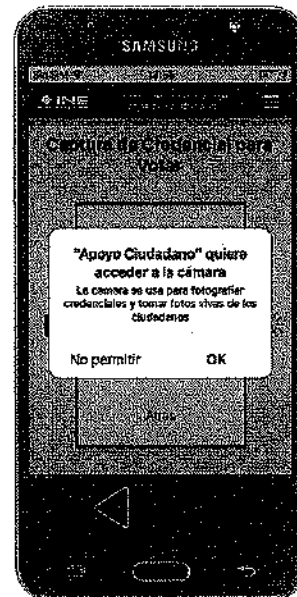 SAMSUNG
INE
Captura de Credencial para
Votar
"Apoyo Ciudadano" quiere
acceder a la cámara
La cámara se usa para fotografiar
credenciales y tomar fotos vivas de los
ciudadanos
No permitir OK
Atrás